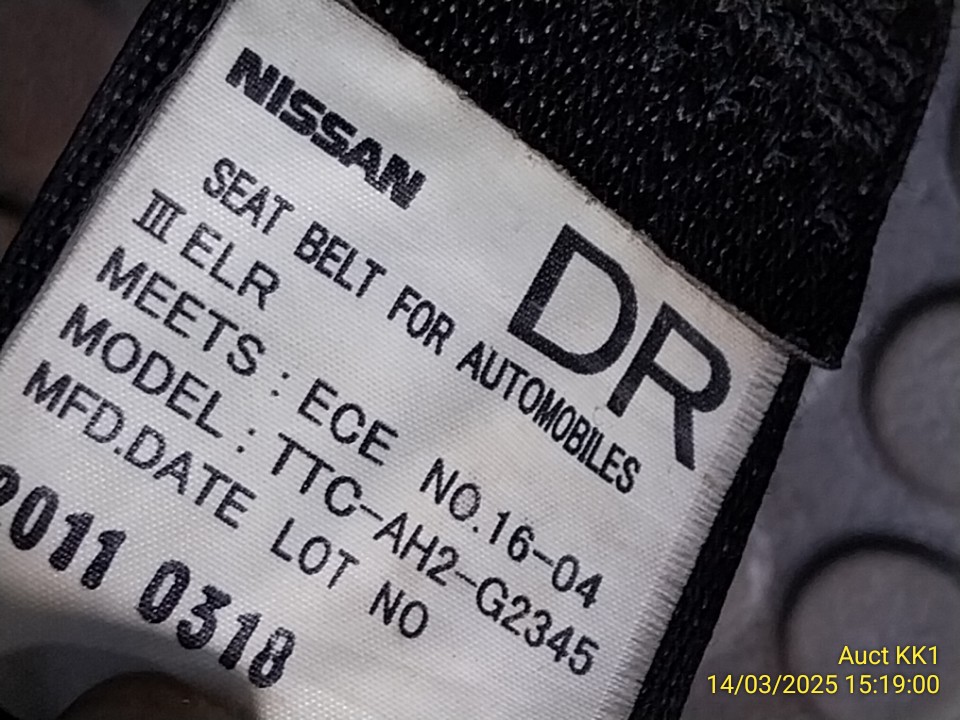 NISSAN
DR
SEAT BELT FOR AUTOMOBILES
III ELR
MEETS : ECE NO.16-04
MODEL : TTC-AH2-G2345
MFD.DATE LOT NO
2011 0318
Auct KK1
14/03/2025 15:19:00